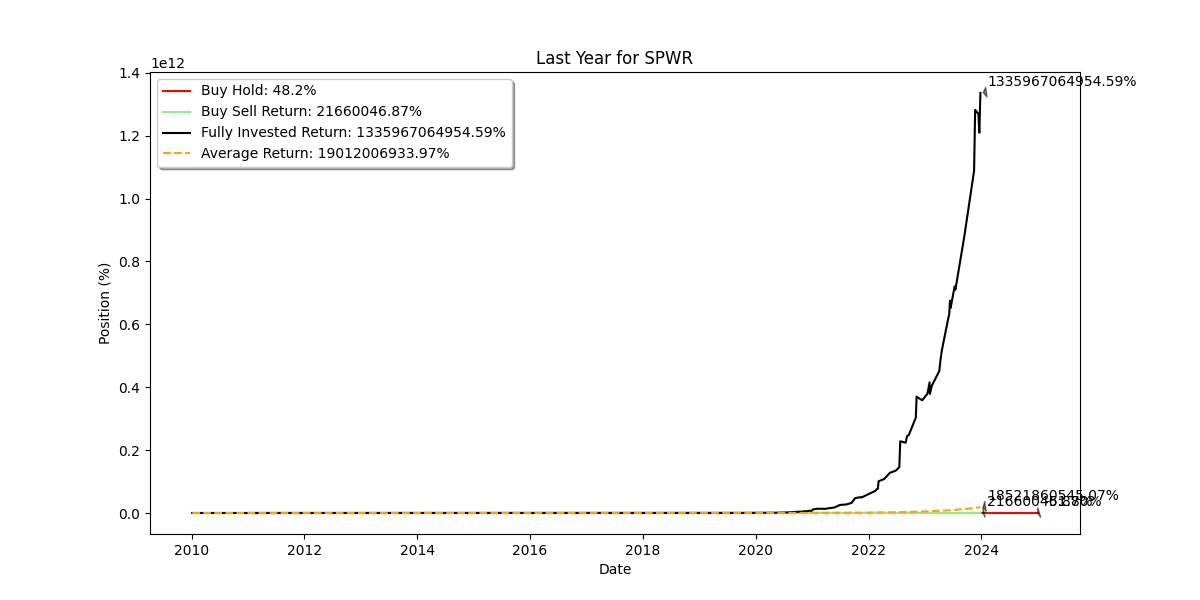 Last Year for SPWR
1e12
1.4
1.2
1.0
0.8
0.6
0.4
0.2
0.0
Position (%)
Buy Hold: 48.2%
Buy Sell Return: 21660046.87%
Fully Invested Return: 1335967064954.59%
Average Return: 19012006933.97%
1335967064954.59%
18521860545.07%
2010
2012
2014
2016
2018
2020
2022
2024
Date